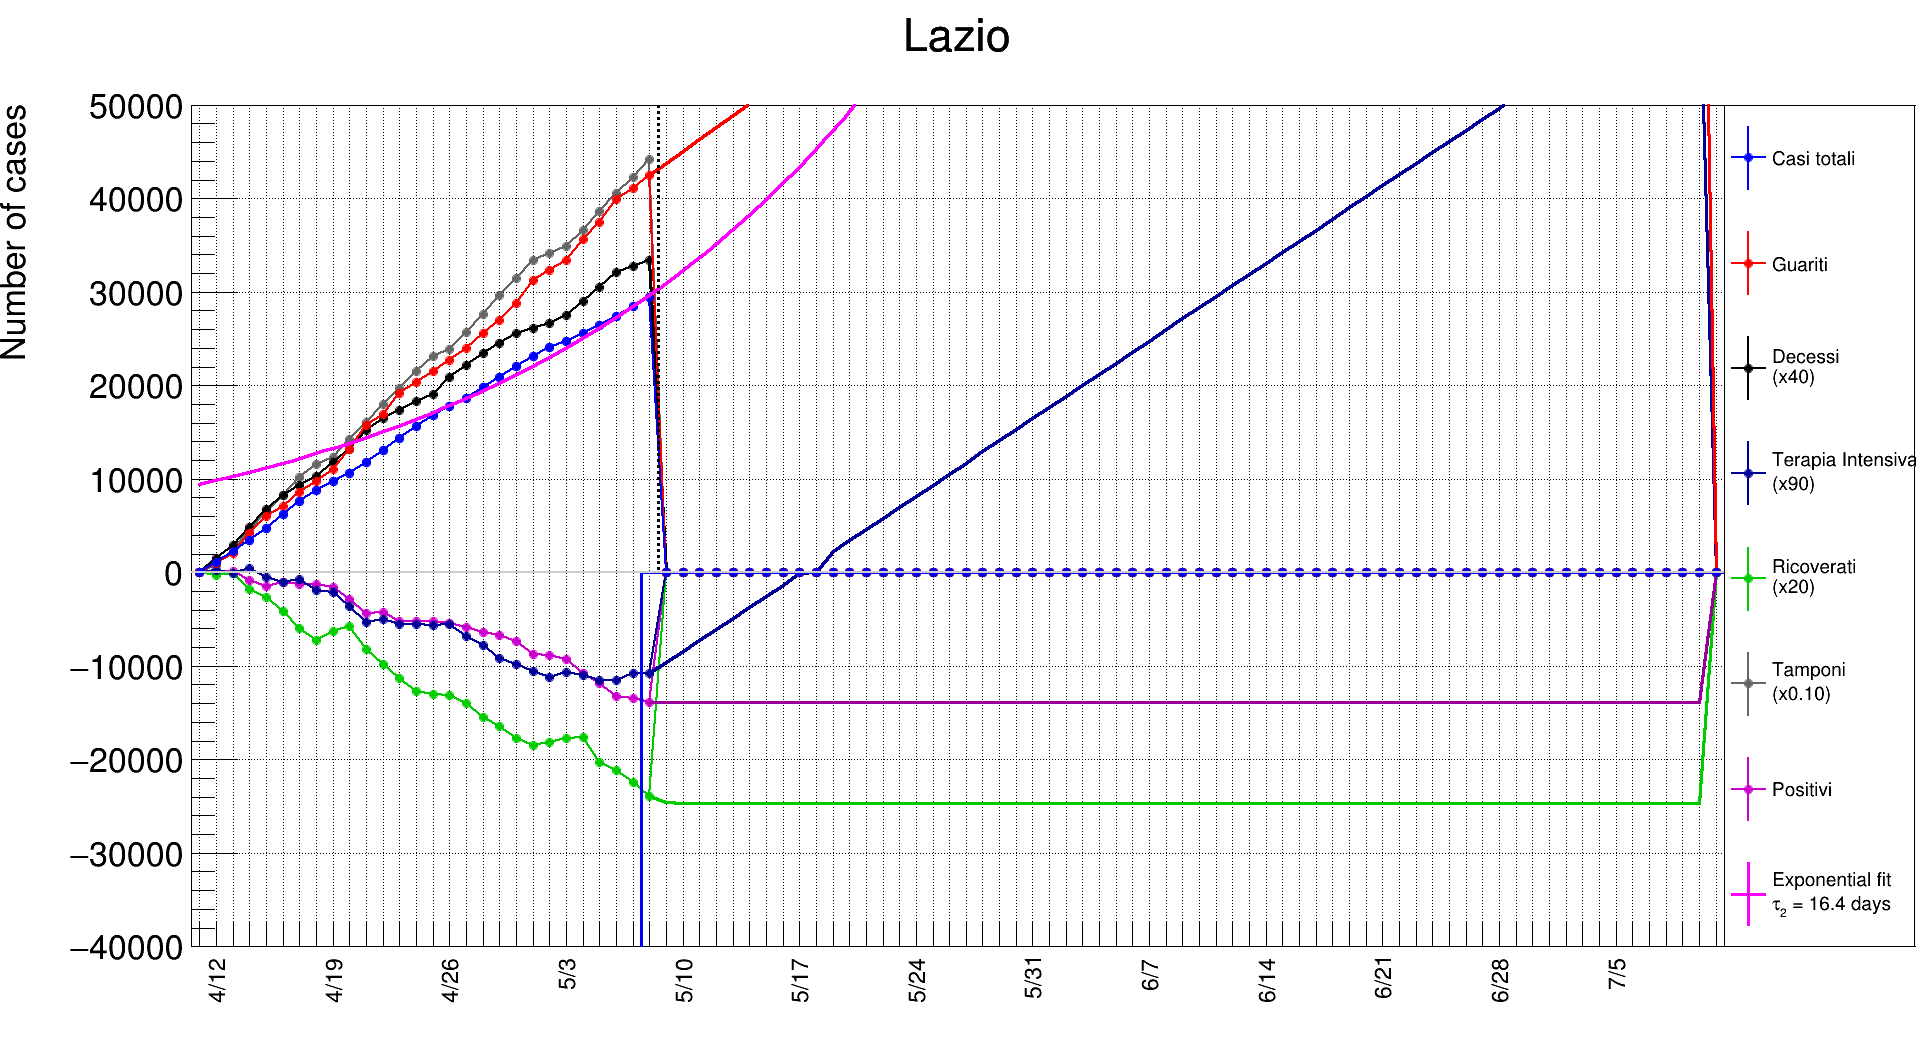 Lazio
Number of cases
50000
40000
30000
20000
10000
0
−10000
−20000
−30000
−40000
4/12
4/19
4/26
5/3
5/10
5/17
5/24
5/31
6/7
6/14
6/21
6/28
7/5
Casi totali
Guariti
Decessi
(x40)
Terapia Intensiva
(x90)
Ricoverati
(x20)
Tamponi
(x0.10)
Positivi
Exponential fit
τ2 = 16.4 days